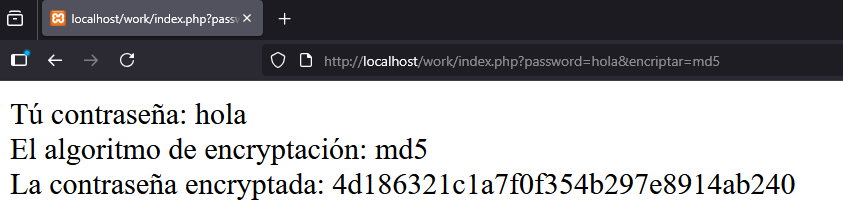 localhost/work/index.php?passw
http://localhost/work/index.php?password=hola&encriptar=md5
Tú contraseña: hola
El algoritmo de encryptación: md5
La contraseña encryptada: 4d186321c1a7f0f354b297e8914ab240